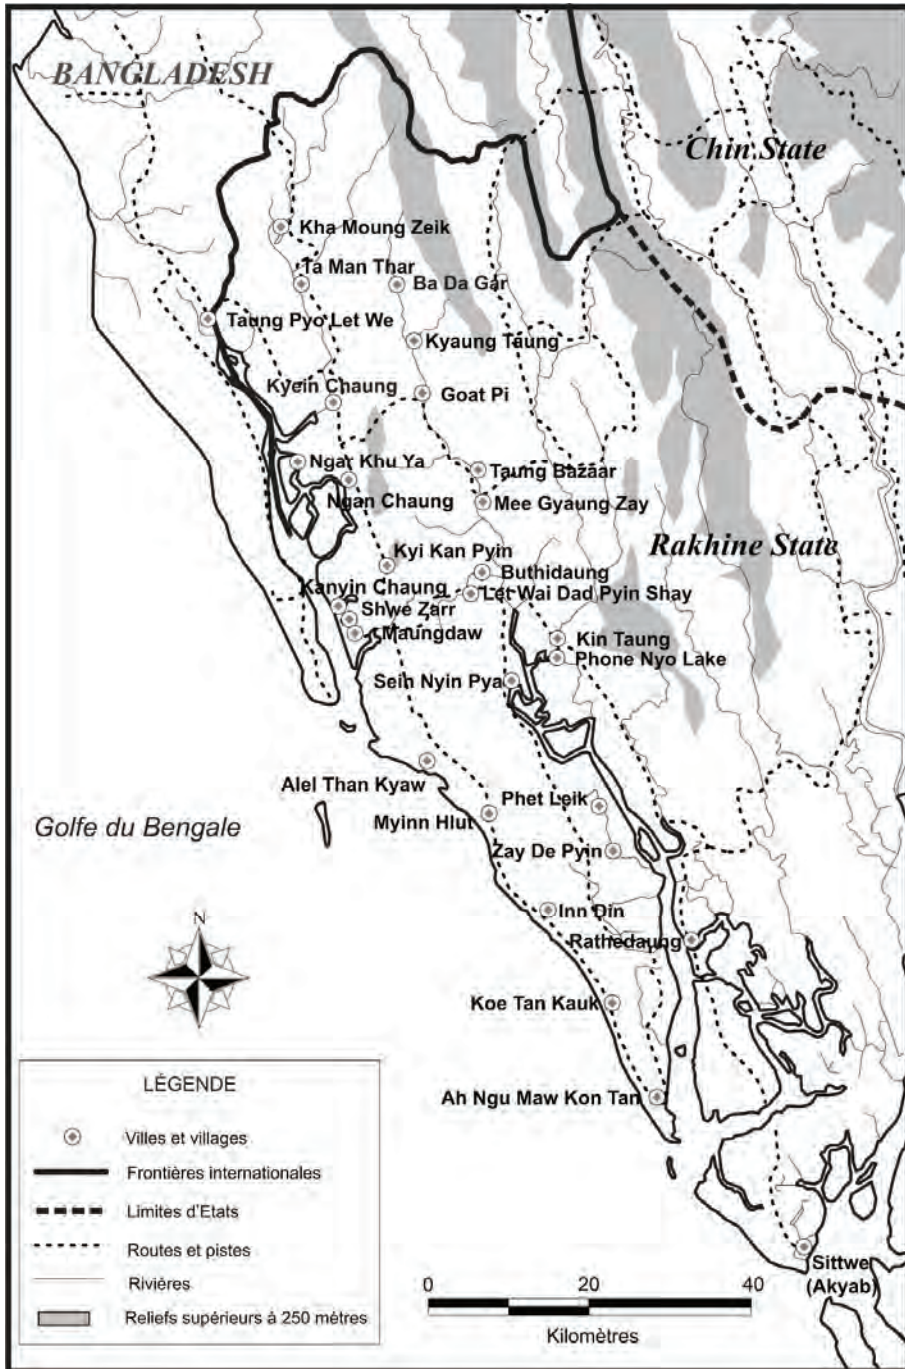 BANGLADESH
Chin State
Kha Moung Zeik
Ta Man Thar
Ba Da Gar
Taung Pyo Let We
Kyaung Taung
Kyein Chaung
Goat Pi
Ngar Khu Ya
Taung Bazaar
Ngan Chaung
Mee Gyaung Zay
Rakhine State
Kyi Kan Pyin
Buthidaung
Kanyin Chaung
Let Wai Dad Pyin Shay
Shwe Zarr
Maungdaw
Kin Taung
Phone Nyo Lake
Sein Nyin Pya
Alel Than Kyaw
Phet Leik
Myinn Hlut
Golfe du Bengale
Zay De Pyin
Inn Din
N
Rathedaung
Koe Tan Kauk
Ah Ngu Maw Kon Tan
LÈGENDE
Villes et villages
Frontières internationales
Limites d'Etats
Routes et pistes
Rivières
Reliefs supérieurs à 250 mètres
0 20 40
Kilomètres
Sittwe
(Akyab)